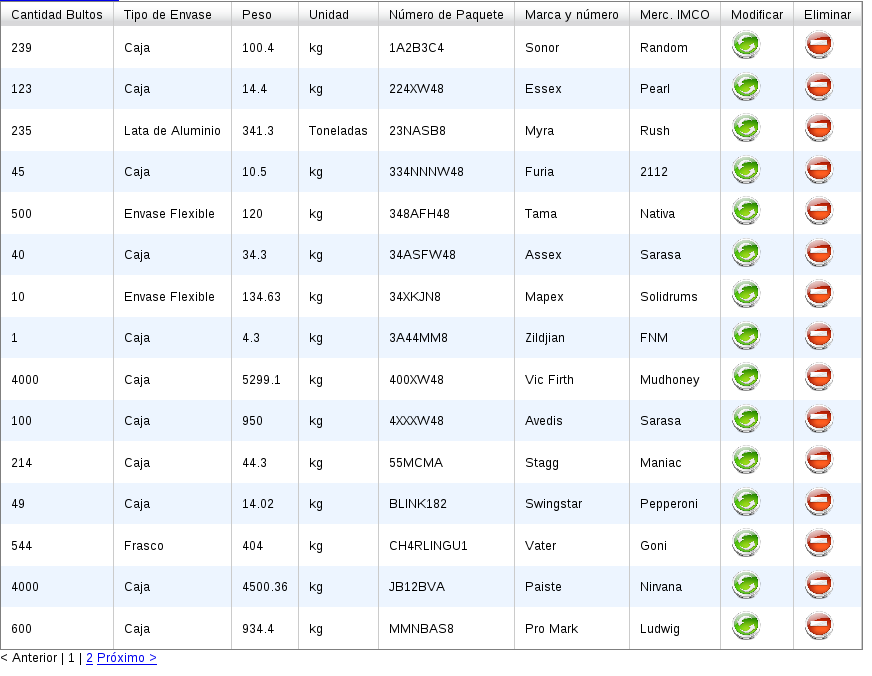 Cantidad Bultos Tipo de Envase Peso Unidad Número de Paquete Marca y número Merc. IMCO Modificar Eliminar
239 Caja 100.4 kg 1A2B3C4 Sonor Random
123 Caja 14.4 kg 224XW48 Essex Pearl
235 Lata de Aluminio 341.3 Toneladas 23NASB8 Myra Rush
45 Caja 10.5 kg 334NNNW48 Furia 2112
500 Envase Flexible 120 kg 348AFH48 Tama Nativa
40 Caja 34.3 kg 34ASFW48 Assex Sarasa
10 Envase Flexible 134.63 kg 34XKJN8 Mapex Solidrums
1 Caja 4.3 kg 3A44MM8 Zildjian FNM
4000 Caja 5299.1 kg 400XW48 Vic Firth Mudhoney
100 Caja 950 kg 4XXXW48 Avedis Sarasa
214 Caja 44.3 kg 55MCMA Stagg Maniac
49 Caja 14.02 kg BLINK182 Swingstar Pepperoni
544 Frasco 404 kg CH4RLINGU1 Vater Goni
4000 Caja 4500.36 kg JB12BVA Paiste Nirvana
600 Caja 934.4 kg MMNBAS8 Pro Mark Ludwig
< Anterior | 1 | 2 Próximo >